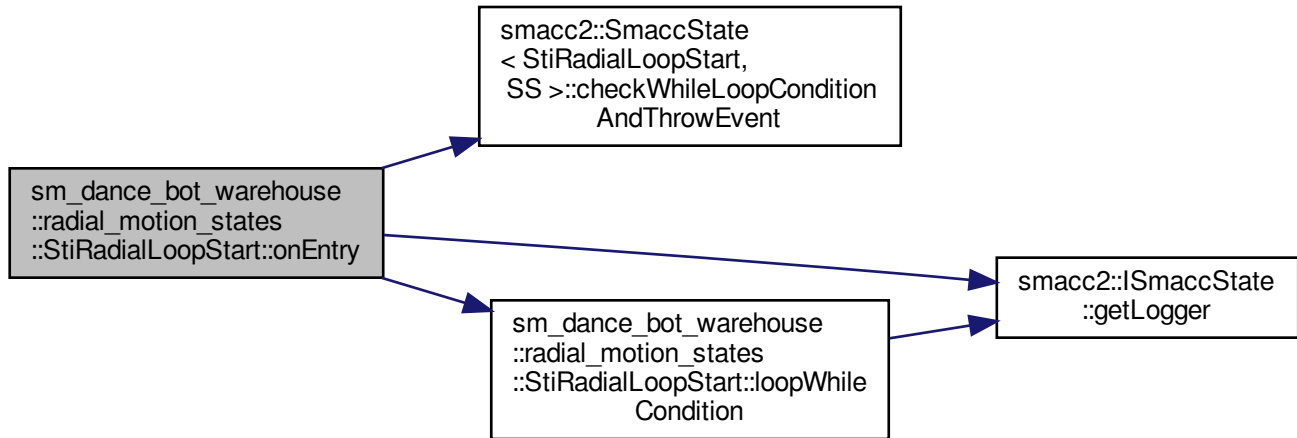 smacc2::SmaccState
< StiRadialLoopStart,
SS >::checkWhileLoopCondition
AndThrowEvent
sm_dance_bot_warehouse
::radial_motion_states
::StiRadialLoopStart::onEntry
smacc2::ISmaccState
::getLogger
sm_dance_bot_warehouse
::radial_motion_states
::StiRadialLoopStart::loopWhile
Condition